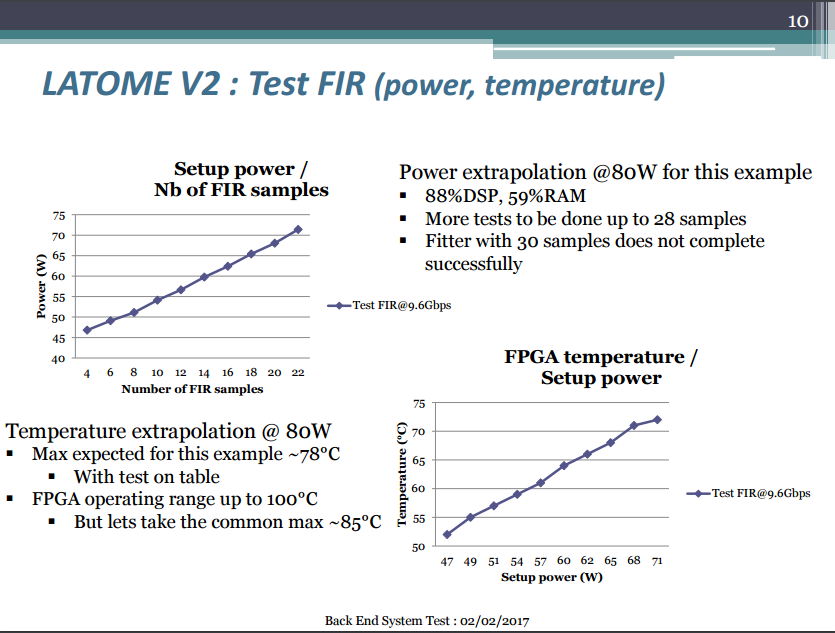 10
LATOME V2 : Test FIR (power, temperature)
Setup power /
Nb of FIR samples
75
70
65
60
55
50
45
40
Power (W)
4 6 8 10 12 14 16 18 20 22
Number of FIR samples
Test FIR@9.6Gbps
Power extrapolation @80W for this example
▪ 88%DSP, 59%RAM
▪ More tests to be done up to 28 samples
▪ Fitter with 30 samples does not complete
successfully
Temperature extrapolation @ 80W
▪ Max expected for this example ~78°C
▪ With test on table
▪ FPGA operating range up to 100°C
▪ But lets take the common max ~85°C
FPGA temperature /
Setup power
75
70
65
60
55
50
Temperature (°C)
47 49 51 54 57 60 62 65 68 71
Setup power (W)
Test FIR@9.6Gbps
Back End System Test : 02/02/2017